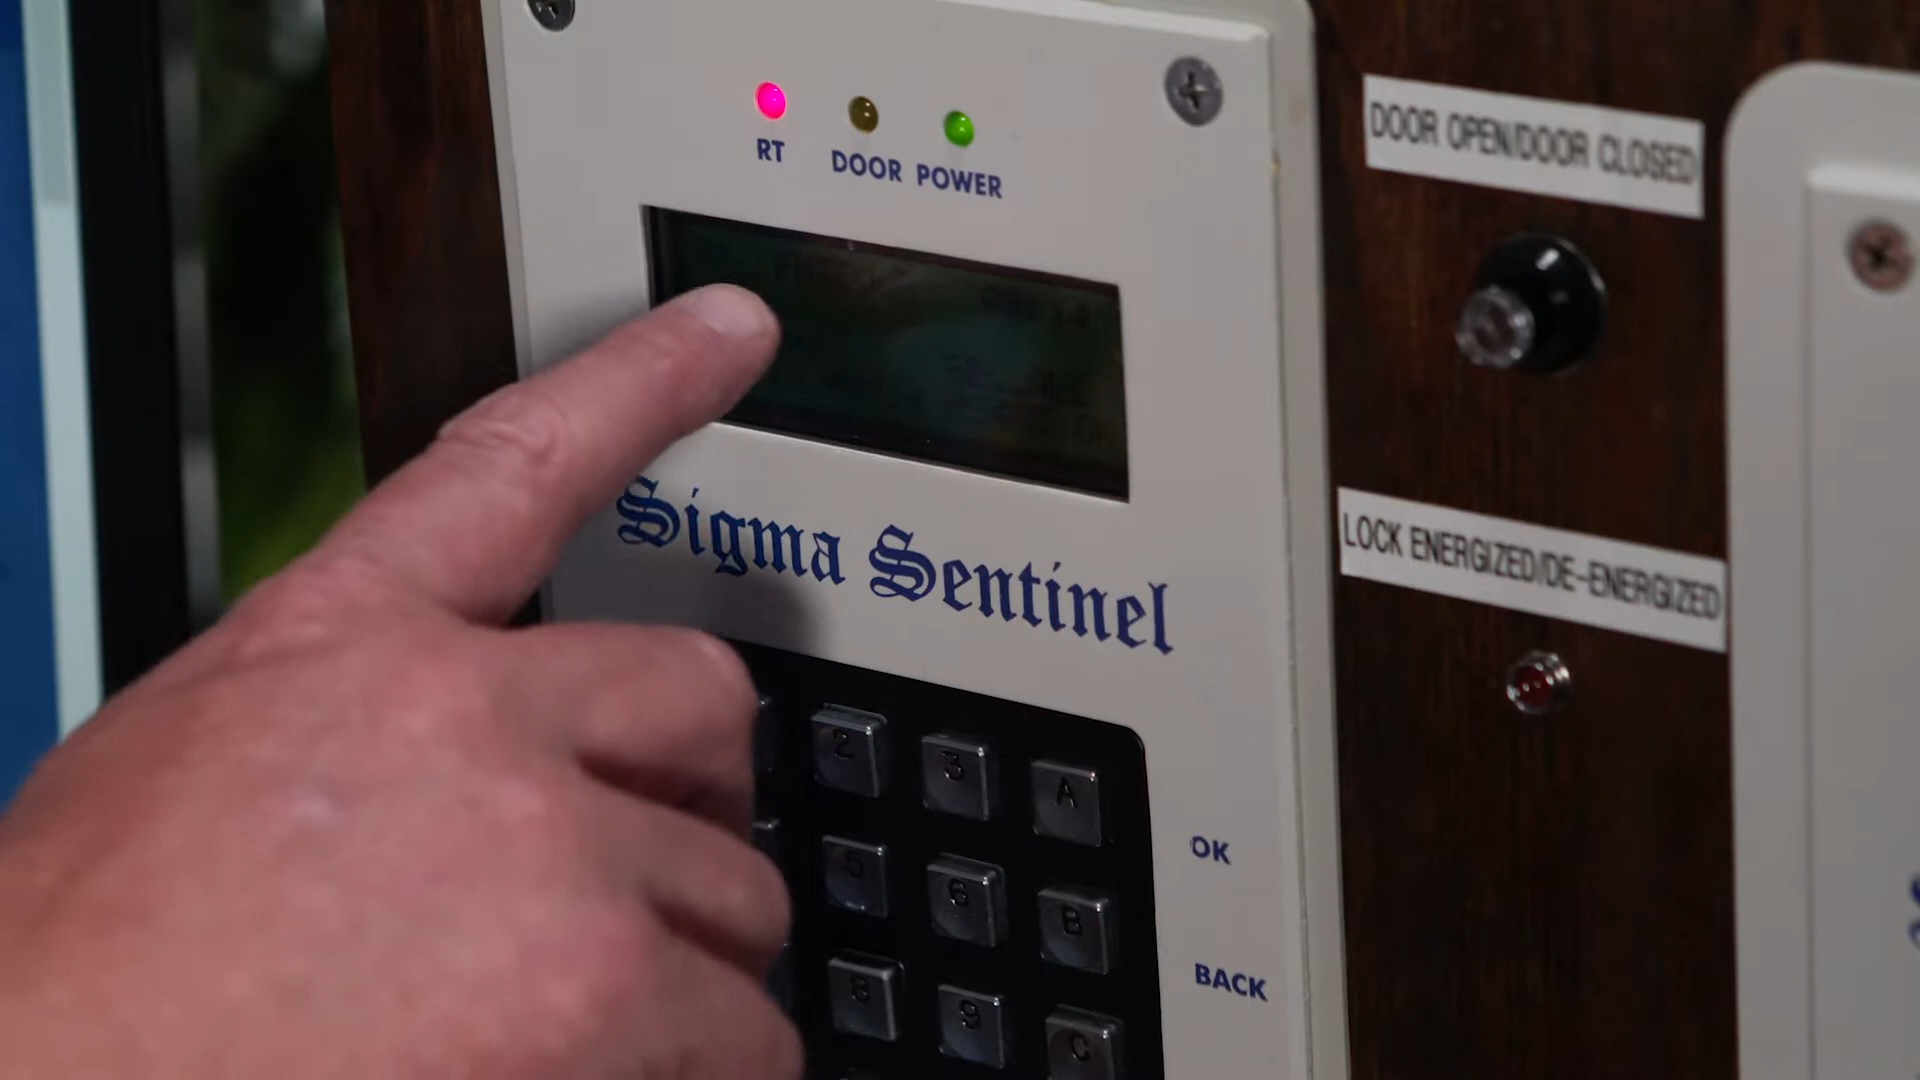 RT DOOR POWER
DOOR OPEN/DOOR CLOSED
Sigma Sentinel
LOCK ENERGIZED/DE-ENERGIZED
2 3 A
OK
5 6 B
BACK
8 9 C